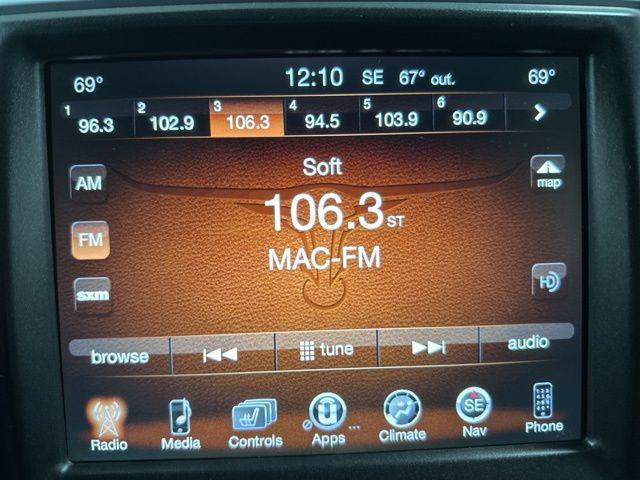 69° 12:10 SE 67° out. 69°
1 96.3 2 102.9 3 106.3 4 94.5 5 103.9 6 90.9
Soft
AM map
106.3 ST
FM MAC-FM
sxm HD
browse tune audio
Radio Media Controls Apps ... Climate SE Nav Phone